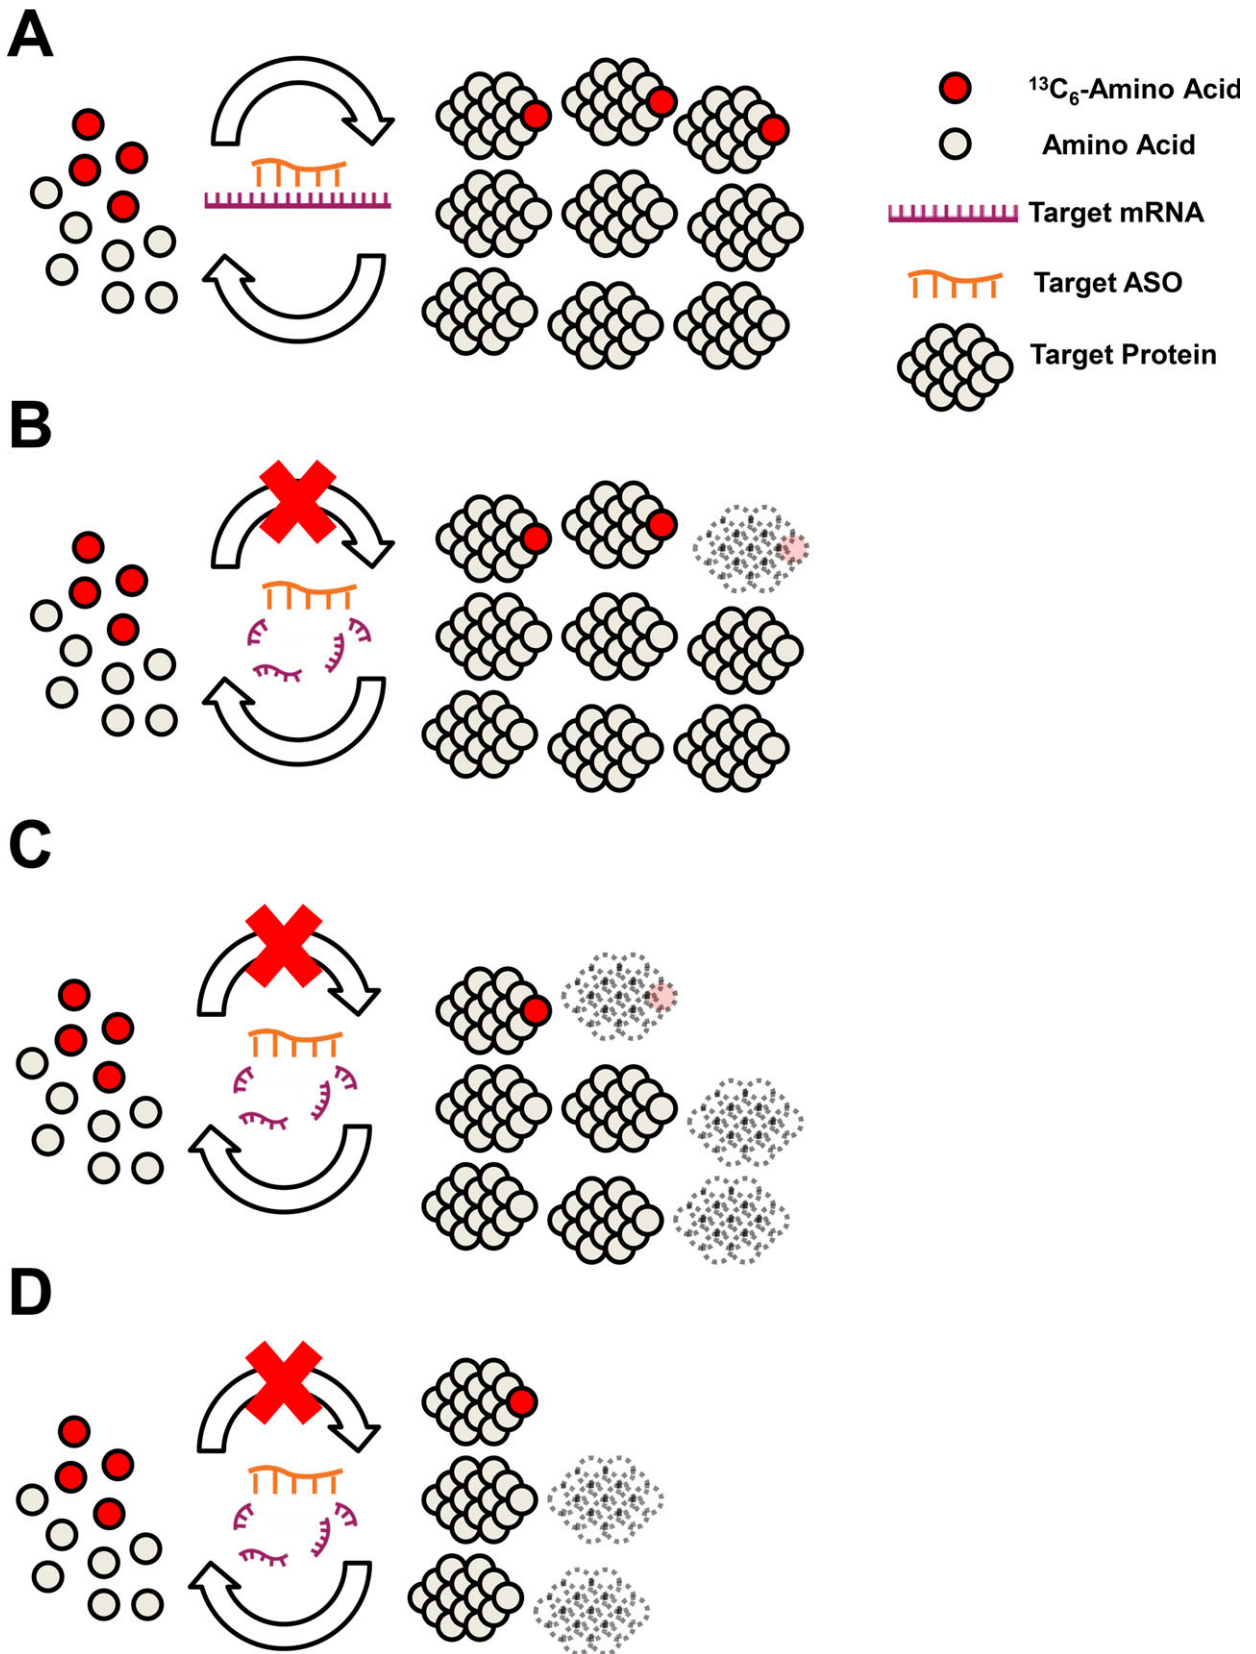 A
¹³C₆-Amino Acid
Amino Acid
Target mRNA
Target ASO
Target Protein
B
C
D